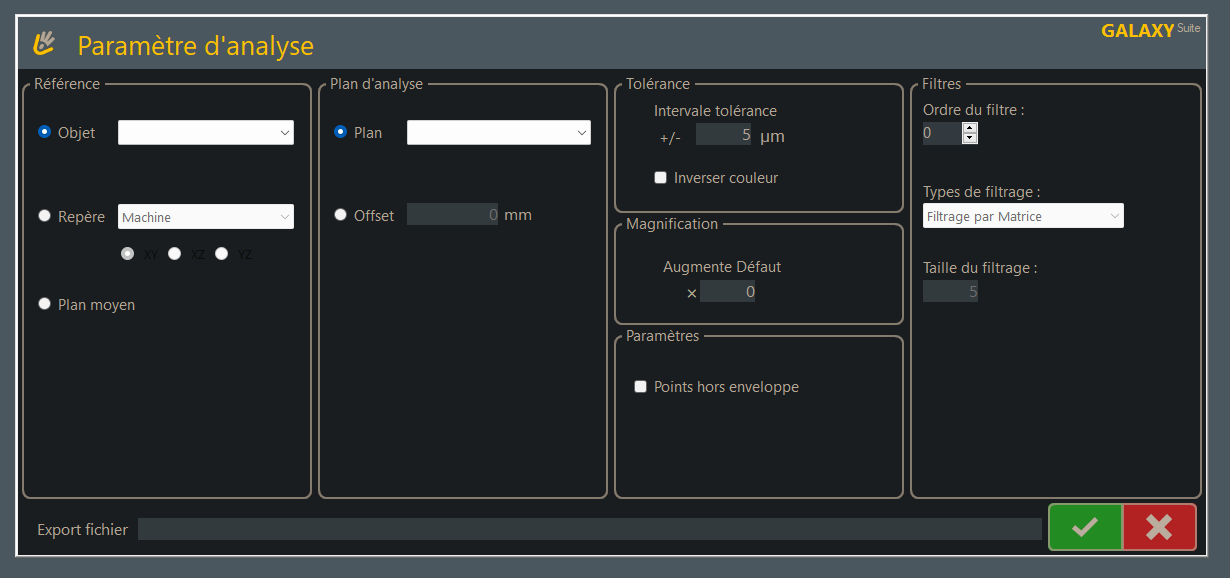 Paramètre d'analyse
GALAXY Suite
Référence
Objet
Repère
Machine
XY
XZ
YZ
Plan moyen
Plan d'analyse
Plan
Offset
0 mm
Tolérance
Intervale tolérance
+/- 5 µm
Inverser couleur
Magnification
Augmente Défaut
× 0
Paramètres
Points hors enveloppe
Filtres
Ordre du filtre :
0
Types de filtrage :
Filtrage par Matrice
Taille du filtrage :
5
Export fichier